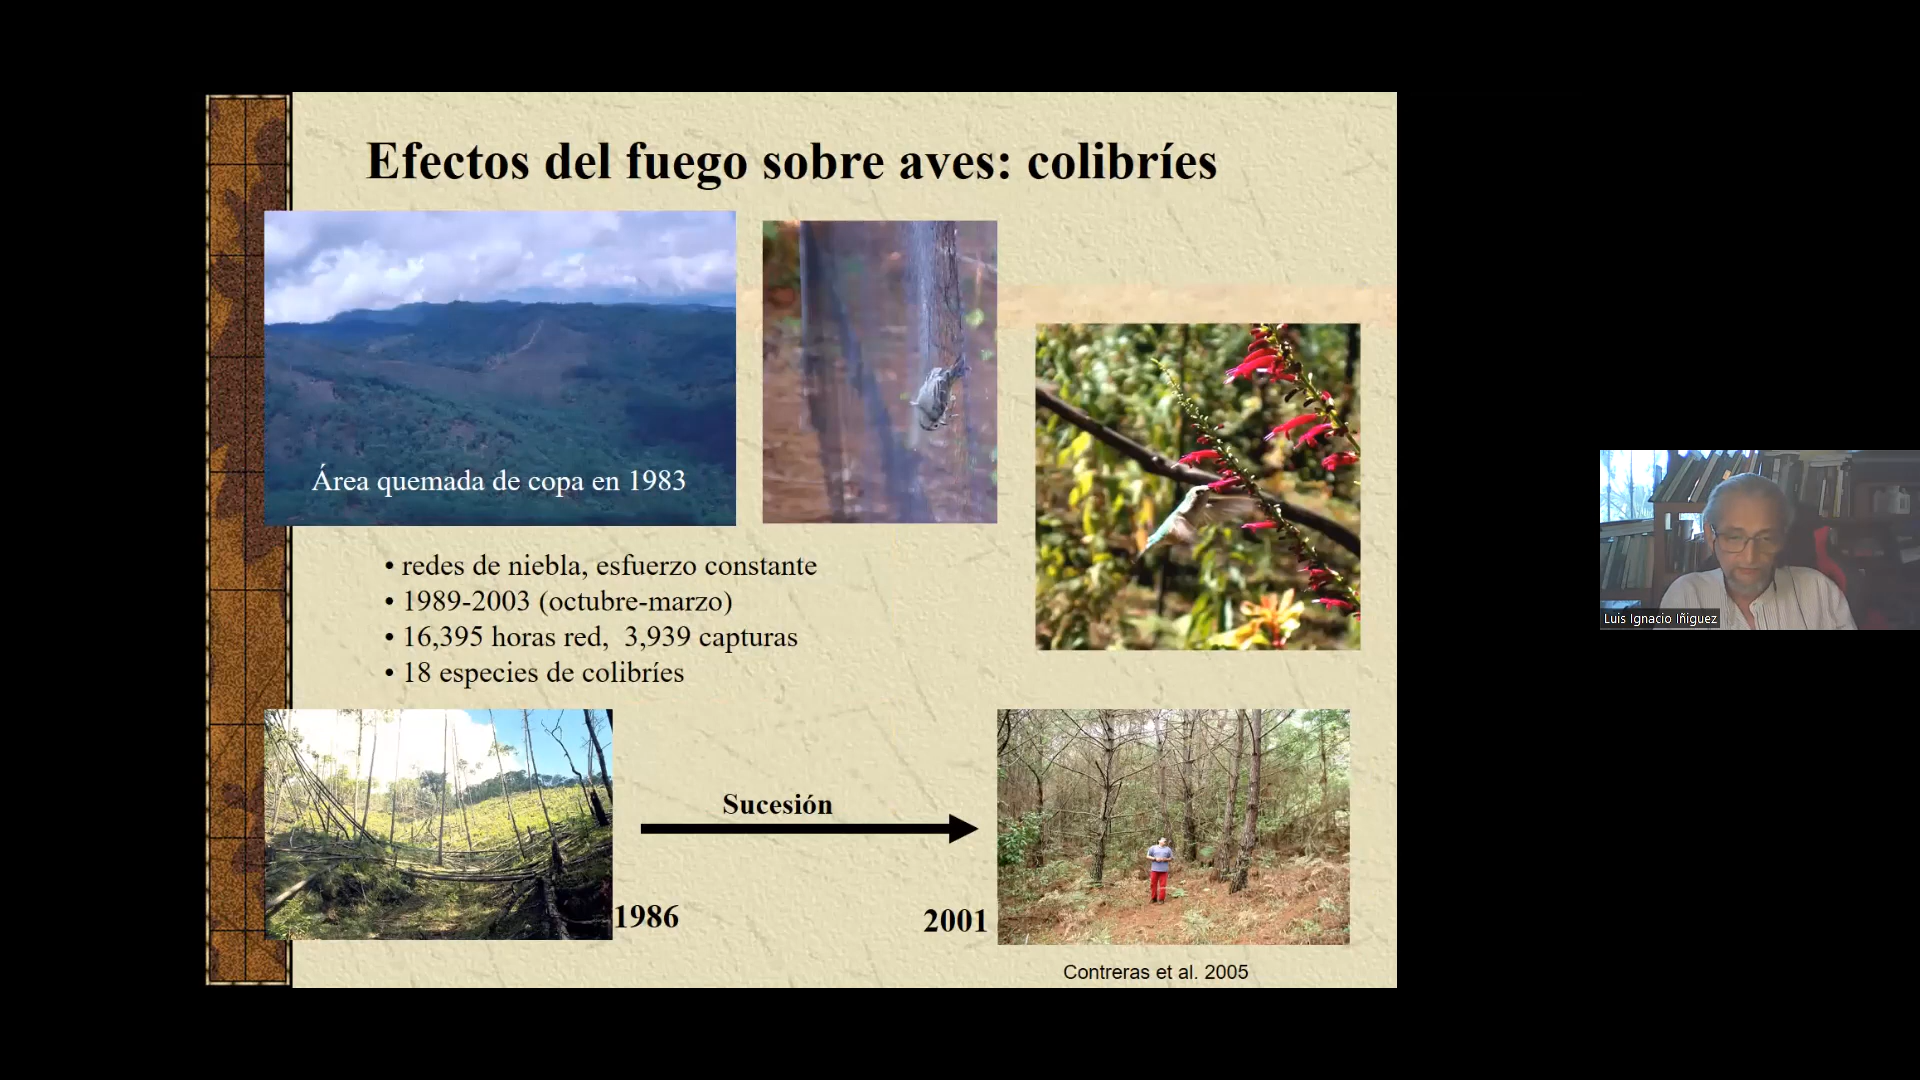 Efectos del fuego sobre aves: colibríes
Área quemada de copa en 1983
• redes de niebla, esfuerzo constante
• 1989-2003 (octubre-marzo)
• 16,395 horas red,  3,939 capturas
• 18 especies de colibríes
Sucesión
1986
2001
Contreras et al. 2005
Luis Ignacio Iñiguez